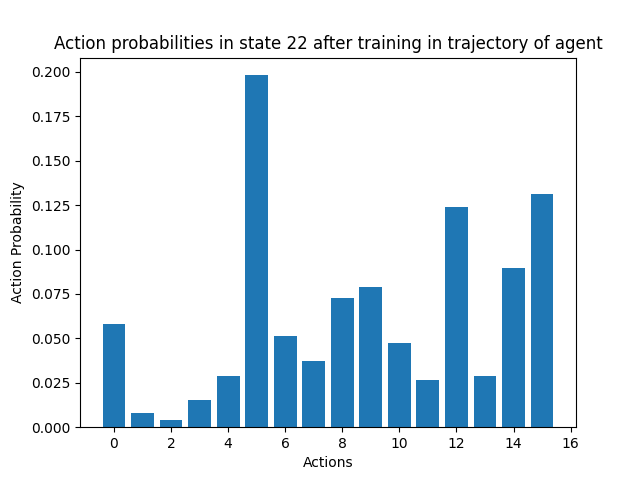 Action probabilities in state 22 after training in trajectory of agent
0.200
0.175
0.150
0.125
0.100
0.075
0.050
0.025
0.000
Action Probability
0 2 4 6 8 10 12 14 16
Actions